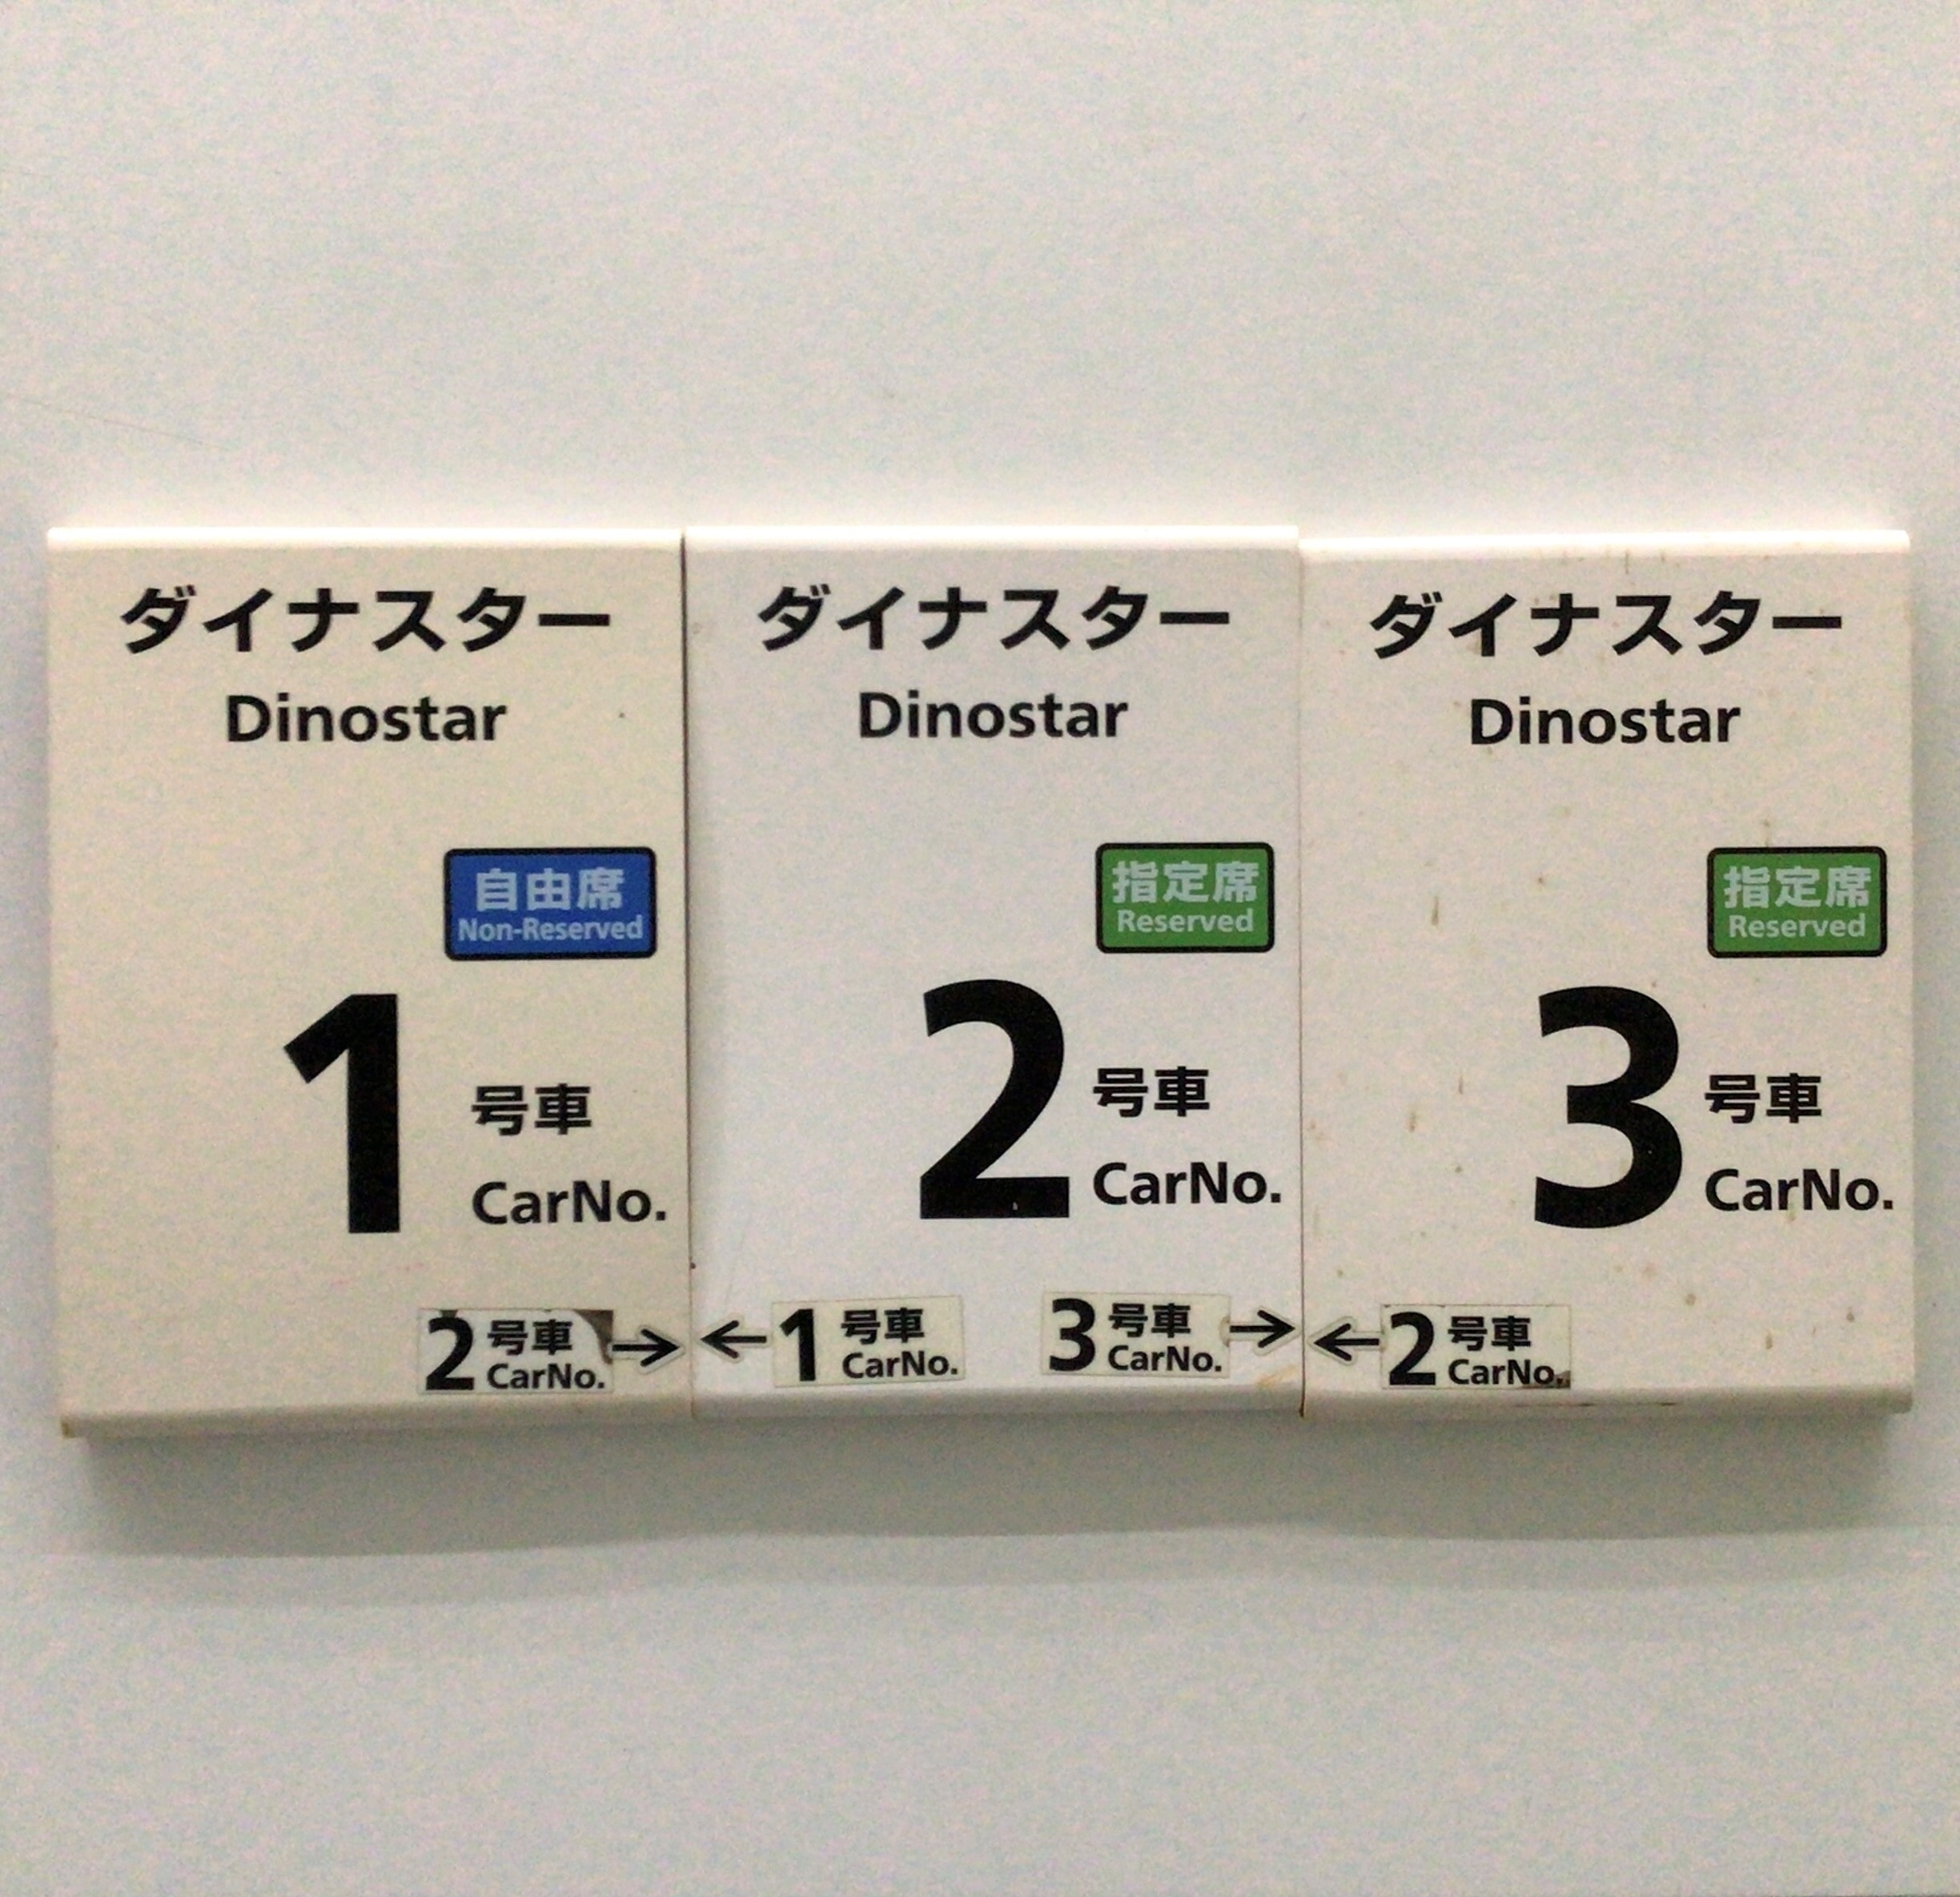 ダイナスター
Dinostar
自由席
Non-Reserved
1 号車
CarNo.
2 号車
CarNo. →
ダイナスター
Dinostar
指定席
Reserved
2 号車
CarNo.
← 1 号車
CarNo.
3 号車
CarNo. →
ダイナスター
Dinostar
指定席
Reserved
3 号車
CarNo.
← 2 号車
CarNo.